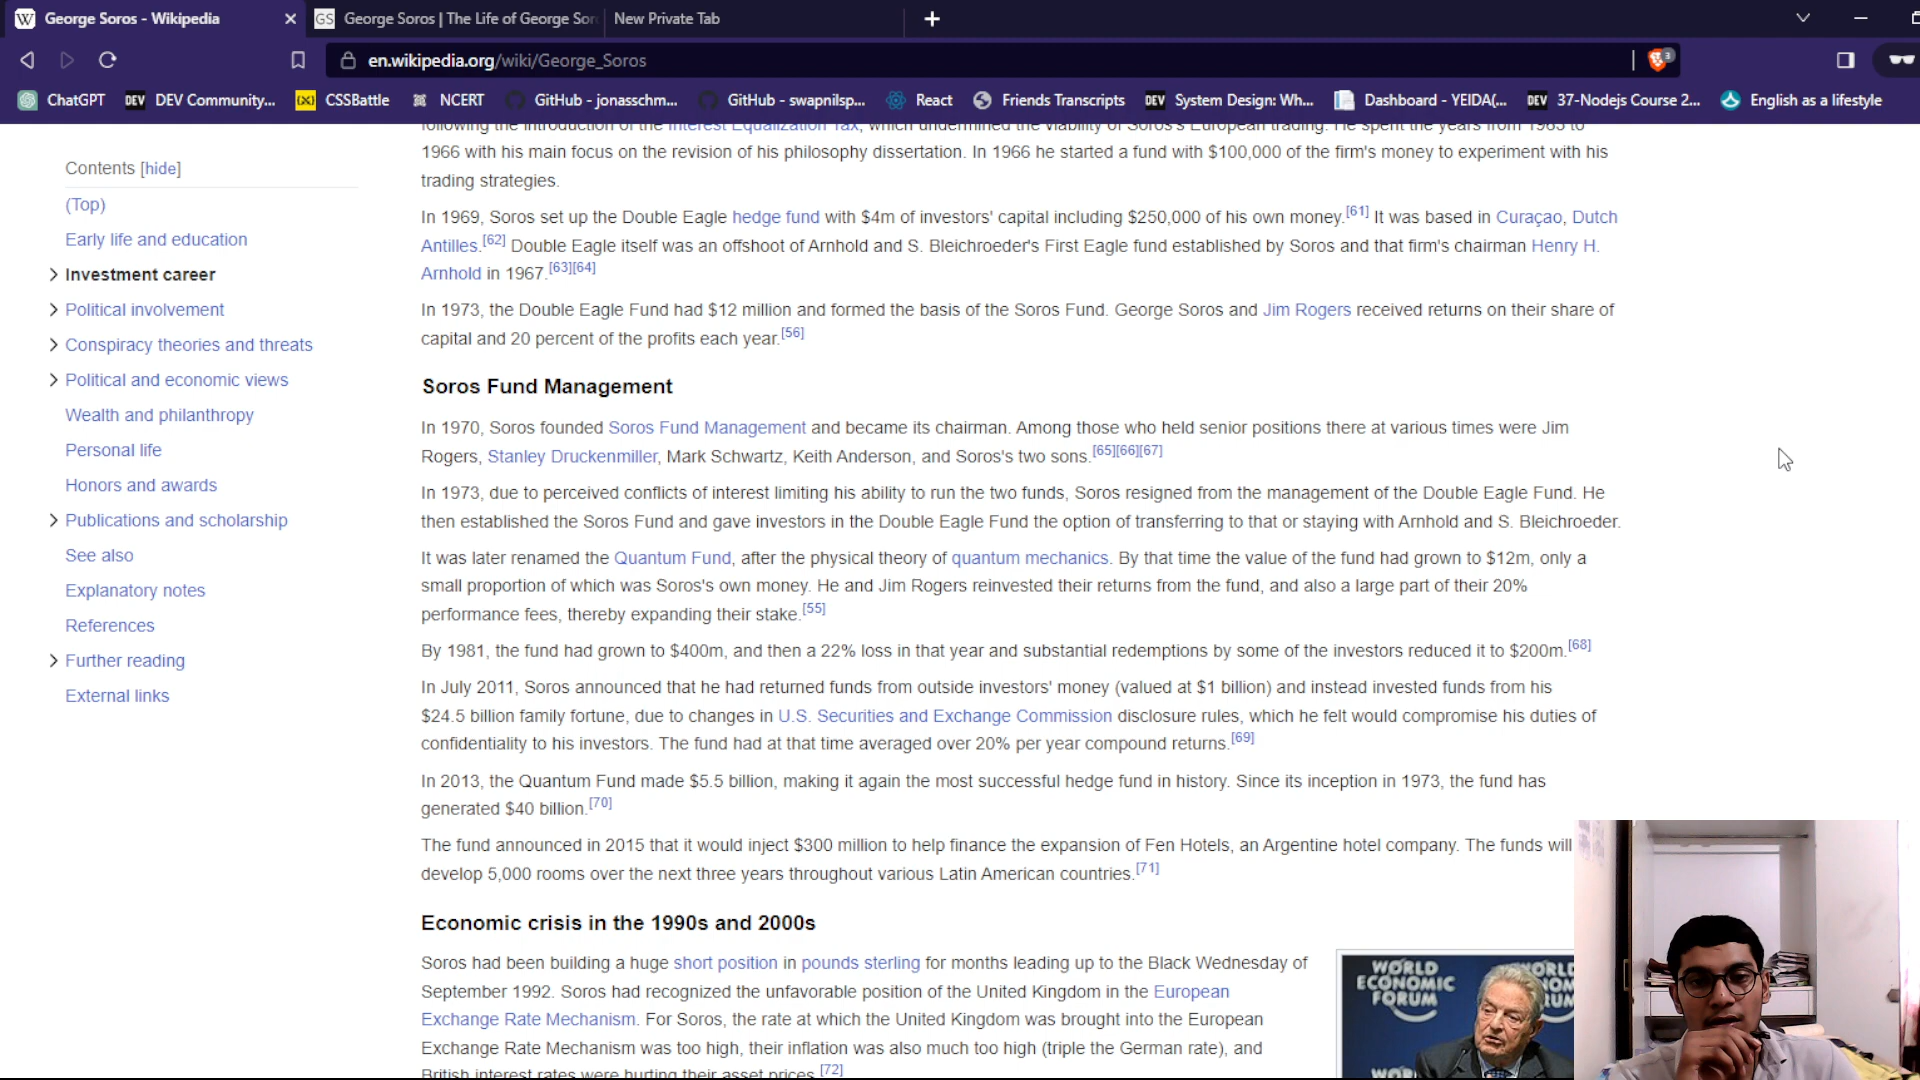 George Soros - Wikipedia
GS George Soros | The Life of George Sor
New Private Tab
en.wikipedia.org/wiki/George_Soros
3
ChatGPT
DEV DEV Community...
CSSBattle
NCERT
GitHub - jonasschm...
GitHub - swapnilsp...
React
Friends Transcripts
DEV System Design: Wh...
Dashboard - YEIDA(...
DEV 37-Nodejs Course 2...
English as a lifestyle
Contents [hide]
(Top)
Early life and education
Investment career
Political involvement
Conspiracy theories and threats
Political and economic views
Wealth and philanthropy
Personal life
Honors and awards
Publications and scholarship
See also
Explanatory notes
References
Further reading
External links
following the introduction of the Interest Equalization Tax, which undermined the viability of Soros's European trading. He spent the years from 1963 to
1966 with his main focus on the revision of his philosophy dissertation. In 1966 he started a fund with $100,000 of the firm's money to experiment with his
trading strategies.
In 1969, Soros set up the Double Eagle hedge fund with $4m of investors' capital including $250,000 of his own money.[61] It was based in Curaçao, Dutch
Antilles.[62] Double Eagle itself was an offshoot of Arnhold and S. Bleichroeder's First Eagle fund established by Soros and that firm's chairman Henry H.
Arnhold in 1967.[63][64]
In 1973, the Double Eagle Fund had $12 million and formed the basis of the Soros Fund. George Soros and Jim Rogers received returns on their share of
capital and 20 percent of the profits each year.[56]
Soros Fund Management
In 1970, Soros founded Soros Fund Management and became its chairman. Among those who held senior positions there at various times were Jim
Rogers, Stanley Druckenmiller, Mark Schwartz, Keith Anderson, and Soros's two sons.[65][66][67]
In 1973, due to perceived conflicts of interest limiting his ability to run the two funds, Soros resigned from the management of the Double Eagle Fund. He
then established the Soros Fund and gave investors in the Double Eagle Fund the option of transferring to that or staying with Arnhold and S. Bleichroeder.
It was later renamed the Quantum Fund, after the physical theory of quantum mechanics. By that time the value of the fund had grown to $12m, only a
small proportion of which was Soros's own money. He and Jim Rogers reinvested their returns from the fund, and also a large part of their 20%
performance fees, thereby expanding their stake.[55]
By 1981, the fund had grown to $400m, and then a 22% loss in that year and substantial redemptions by some of the investors reduced it to $200m.[68]
In July 2011, Soros announced that he had returned funds from outside investors' money (valued at $1 billion) and instead invested funds from his
$24.5 billion family fortune, due to changes in U.S. Securities and Exchange Commission disclosure rules, which he felt would compromise his duties of
confidentiality to his investors. The fund had at that time averaged over 20% per year compound returns.[69]
In 2013, the Quantum Fund made $5.5 billion, making it again the most successful hedge fund in history. Since its inception in 1973, the fund has
generated $40 billion.[70]
The fund announced in 2015 that it would inject $300 million to help finance the expansion of Fen Hotels, an Argentine hotel company. The funds will
develop 5,000 rooms over the next three years throughout various Latin American countries.[71]
Economic crisis in the 1990s and 2000s
Soros had been building a huge short position in pounds sterling for months leading up to the Black Wednesday of
September 1992. Soros had recognized the unfavorable position of the United Kingdom in the European
Exchange Rate Mechanism. For Soros, the rate at which the United Kingdom was brought into the European
Exchange Rate Mechanism was too high, their inflation was also much too high (triple the German rate), and
British interest rates were hurting their asset prices.[72]
WORLD
ECONOMIC
FORUM